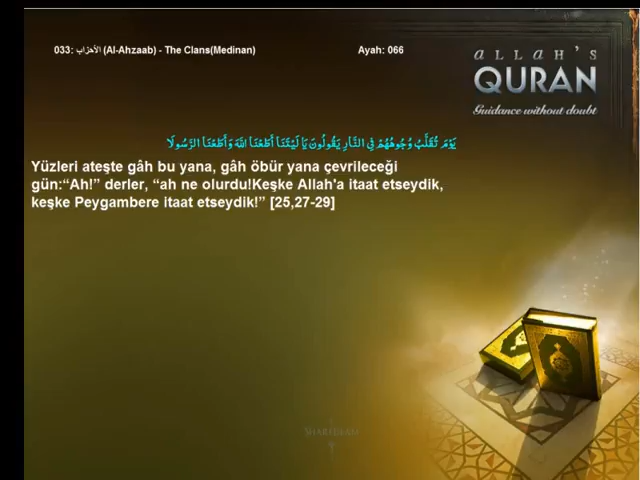 033: الأحزاب (Al-Ahzaab) - The Clans(Medinan) Ayah: 066
ALLAH'S
QURAN
Guidance without doubt
يَوْمَ تُقَلَّبُ وُجُوهُهُمْ فِي النَّارِ يَقُولُونَ يَا لَيْتَنَا أَطَعْنَا اللَّهَ وَأَطَعْنَا الرَّسُولَا
Yüzleri ateşte gâh bu yana, gâh öbür yana çevrileceği
gün:“Ah!” derler, “ah ne olurdu!Keşke Allah'a itaat etseydik,
keşke Peygambere itaat etseydik!” [25,27-29]